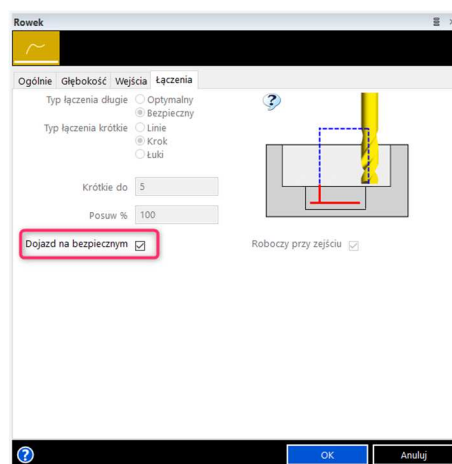 Rowek
Ogólnie Głębokość Wejścia Łączenia
Typ łączenia długie Optymalny
Bezpieczny
Typ łączenia krótkie Linie
Krok
Łuki
Krótkie do 5
Posuw % 100
Dojazd na bezpiecznym Roboczy przy zejściu
OK Anuluj